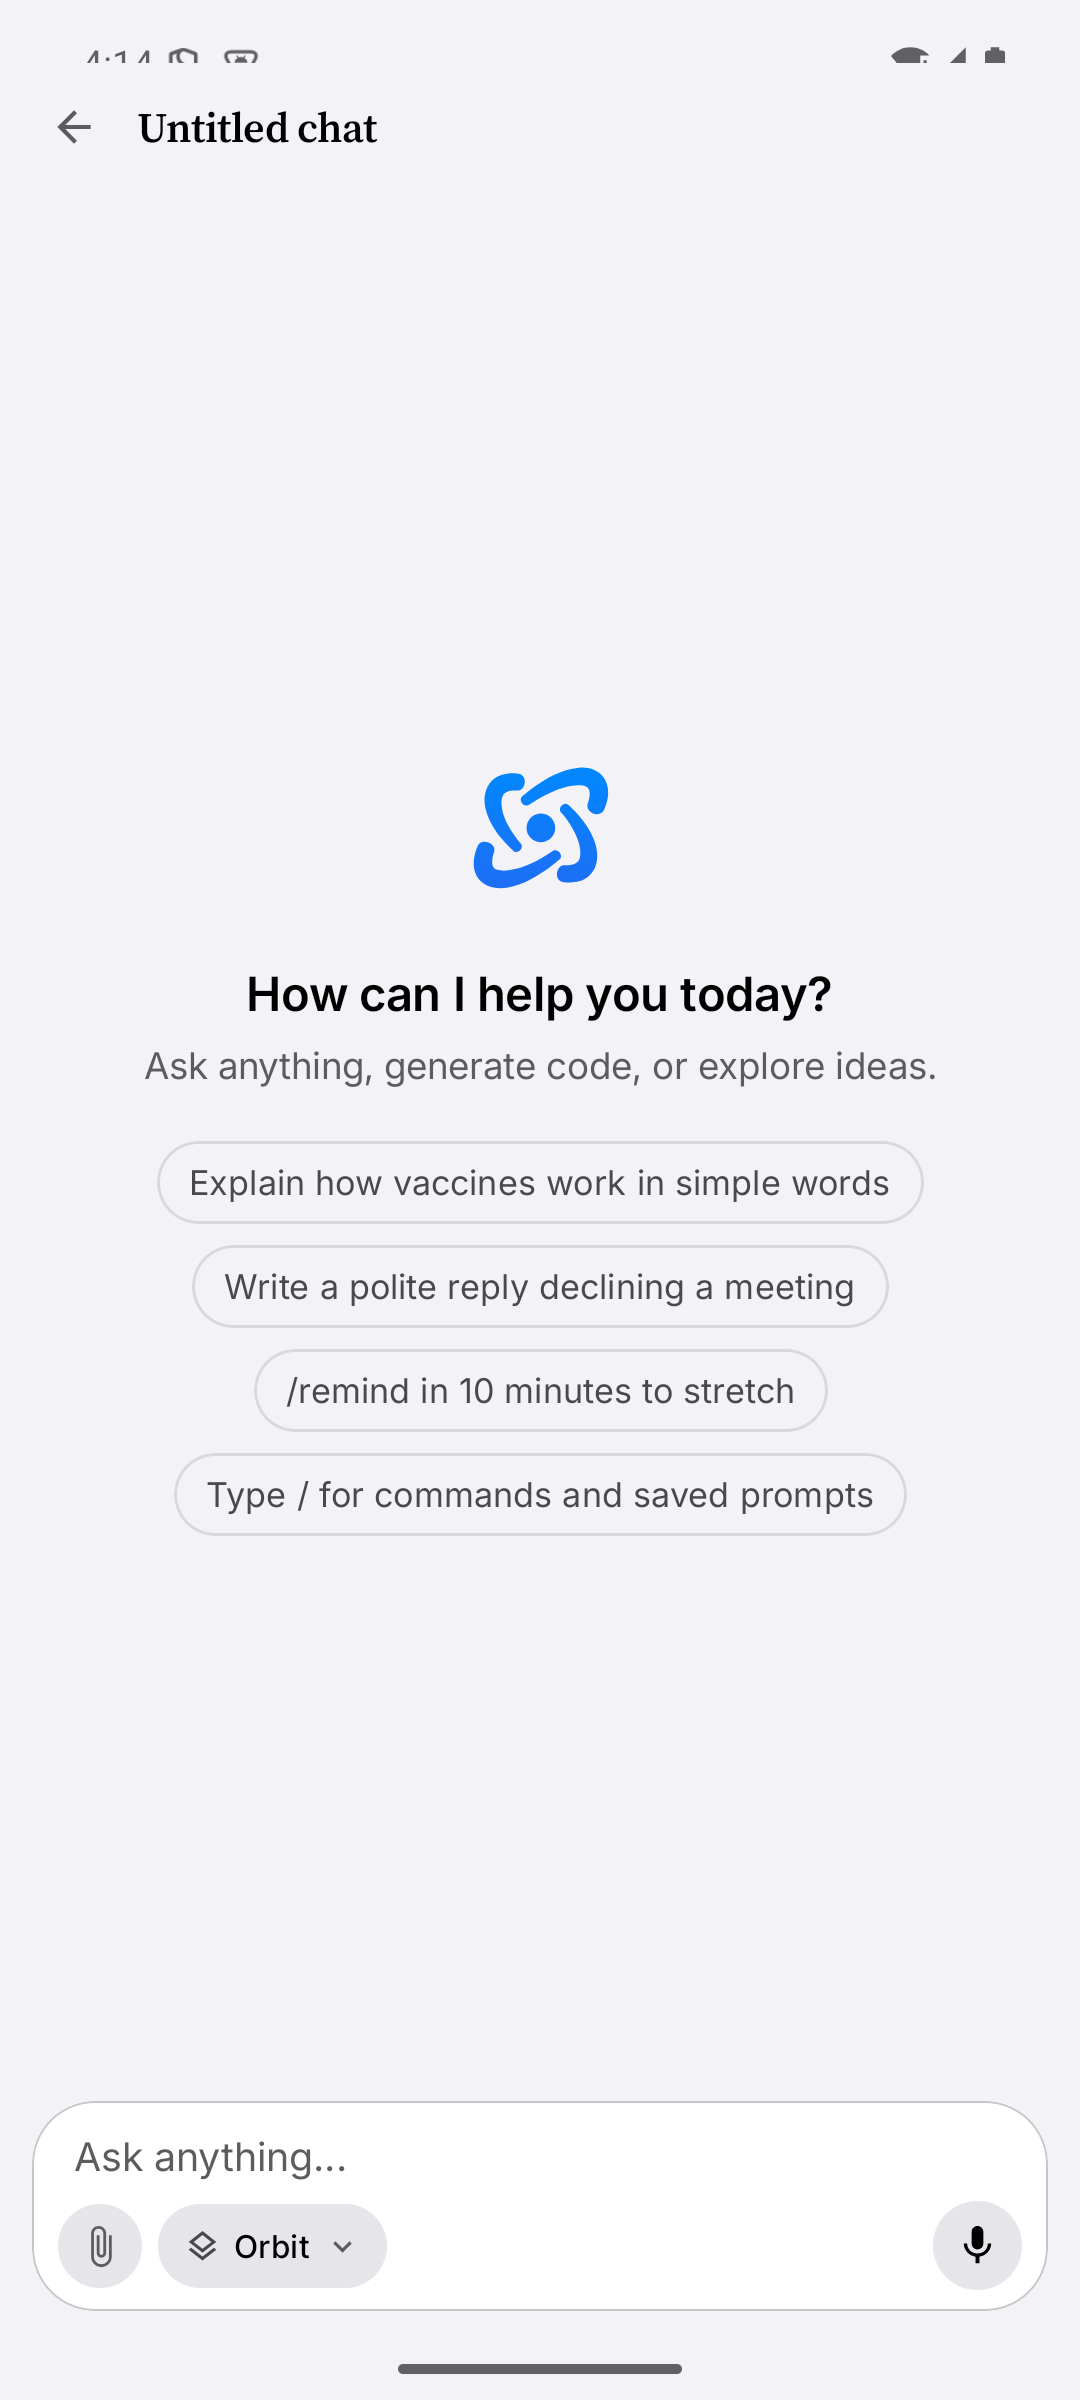 4:14
Untitled chat
How can I help you today?
Ask anything, generate code, or explore ideas.
Explain how vaccines work in simple words
Write a polite reply declining a meeting
/remind in 10 minutes to stretch
Type / for commands and saved prompts
Ask anything...
Orbit